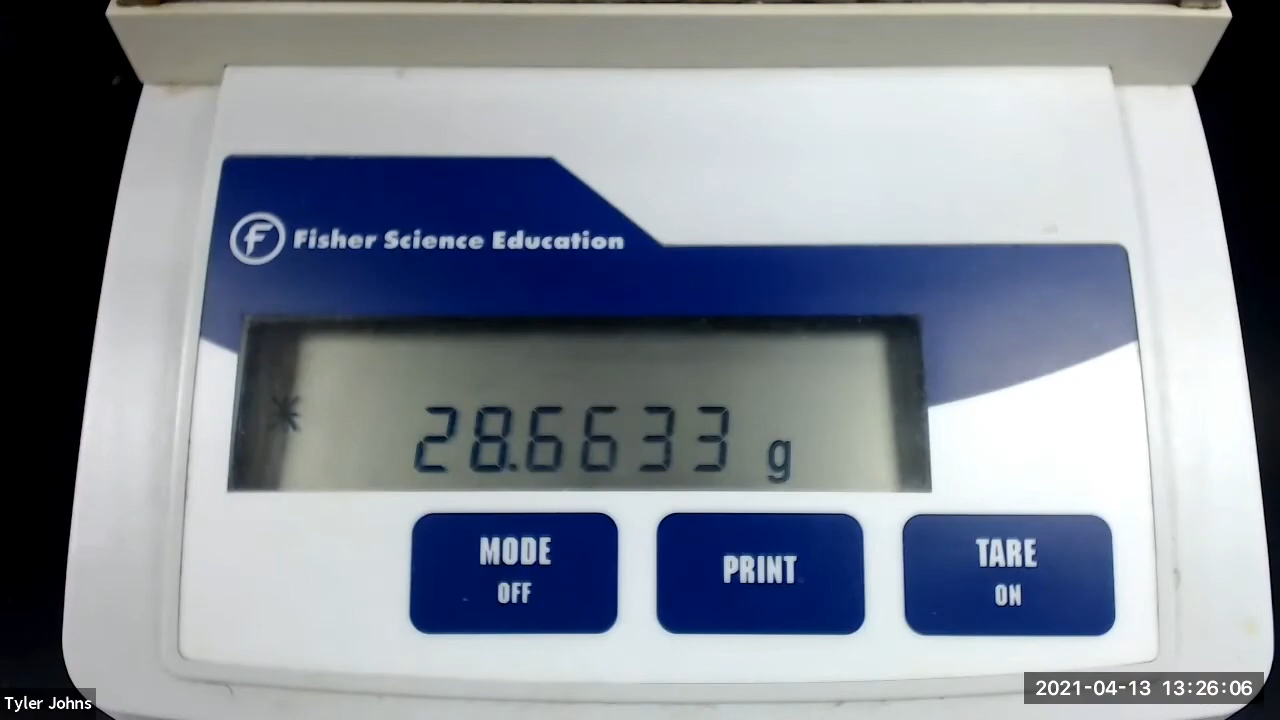 F Fisher Science Education
* 28.6633 g
MODE
OFF
PRINT
TARE
ON
Tyler Johns
2021-04-13 13:26:06